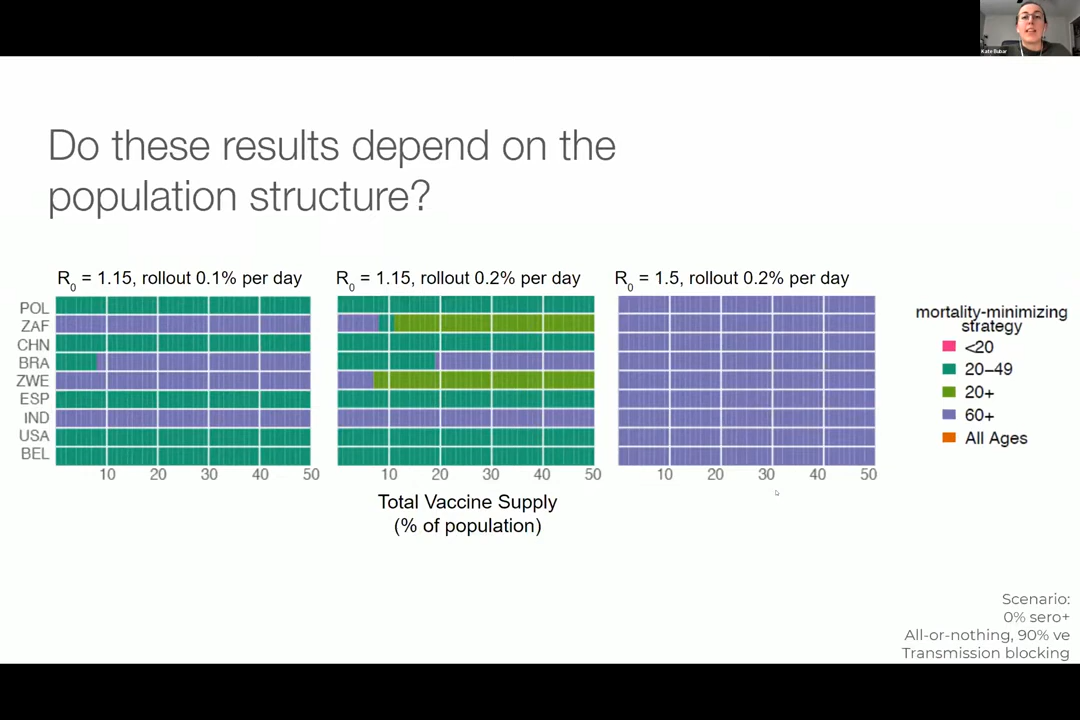 Kate Bubar
Do these results depend on the
population structure?
R0 = 1.15, rollout 0.1% per day
R0 = 1.15, rollout 0.2% per day
R0 = 1.5, rollout 0.2% per day
POL
ZAF
CHN
BRA
ZWE
ESP
IND
USA
BEL
10 20 30 40 50
10 20 30 40 50
10 20 30 40 50
Total Vaccine Supply
(% of population)
mortality-minimizing
strategy
<20
20–49
20+
60+
All Ages
Scenario:
0% sero+
All-or-nothing, 90% ve
Transmission blocking